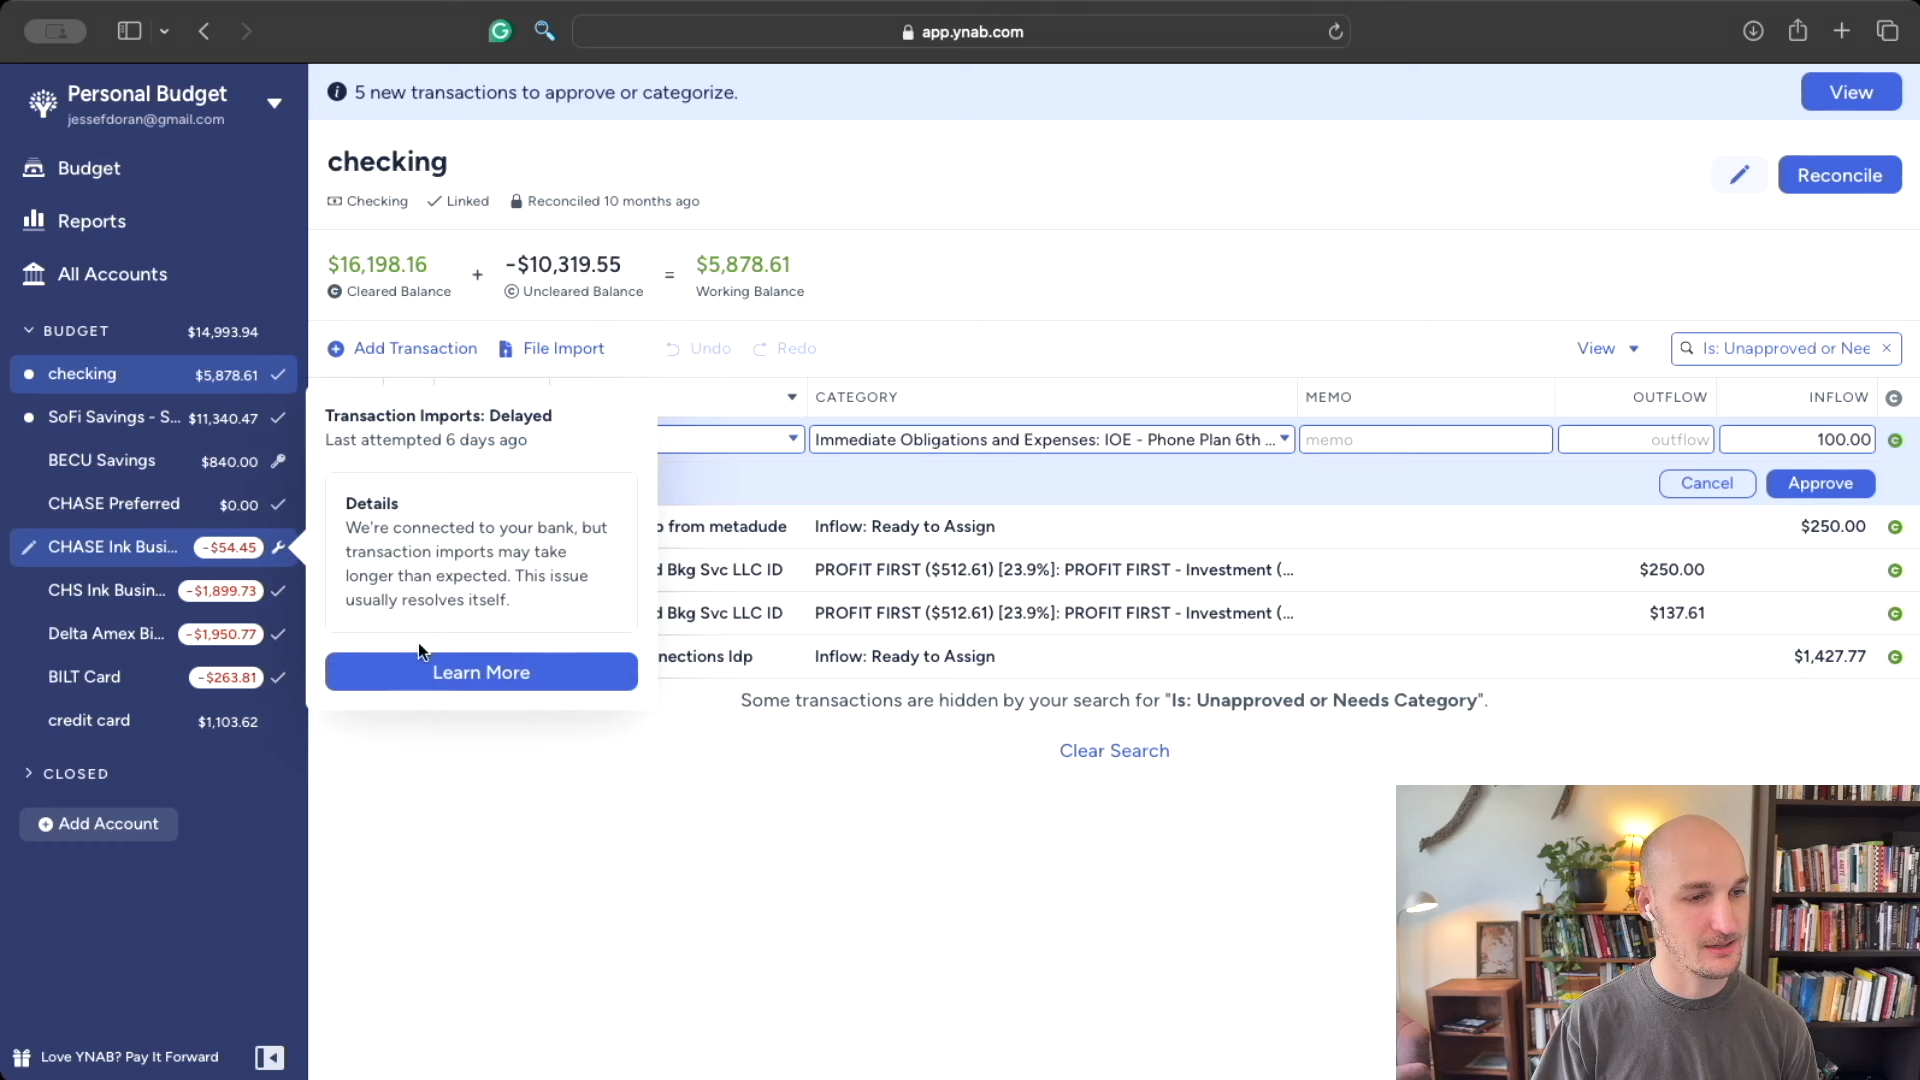 app.ynab.com
Personal Budget
jessefdoran@gmail.com
Budget
Reports
All Accounts
BUDGET $14,993.94
checking $5,878.61
SoFi Savings - S... $11,340.47
BECU Savings $840.00
CHASE Preferred $0.00
CHASE Ink Busi... -$54.45
CHS Ink Busin... -$1,899.73
Delta Amex Bi... -$1,950.77
BILT Card -$263.81
credit card $1,103.62
CLOSED
Add Account
Love YNAB? Pay It Forward
5 new transactions to approve or categorize.
View
checking
Checking Linked Reconciled 10 months ago
Reconcile
$16,198.16 + -$10,319.55 = $5,878.61
Cleared Balance Uncleared Balance Working Balance
Add Transaction File Import Undo Redo View Is: Unapproved or Nee
CATEGORY MEMO OUTFLOW INFLOW
Immediate Obligations and Expenses: IOE - Phone Plan 6th ... memo outflow 100.00
Cancel Approve
o from metadude Inflow: Ready to Assign $250.00
d Bkg Svc LLC ID PROFIT FIRST ($512.61) [23.9%]: PROFIT FIRST - Investment (... $250.00
d Bkg Svc LLC ID PROFIT FIRST ($512.61) [23.9%]: PROFIT FIRST - Investment (... $137.61
nections Idp Inflow: Ready to Assign $1,427.77
Some transactions are hidden by your search for "Is: Unapproved or Needs Category".
Clear Search
Transaction Imports: Delayed
Last attempted 6 days ago
Details
We're connected to your bank, but
transaction imports may take
longer than expected. This issue
usually resolves itself.
Learn More